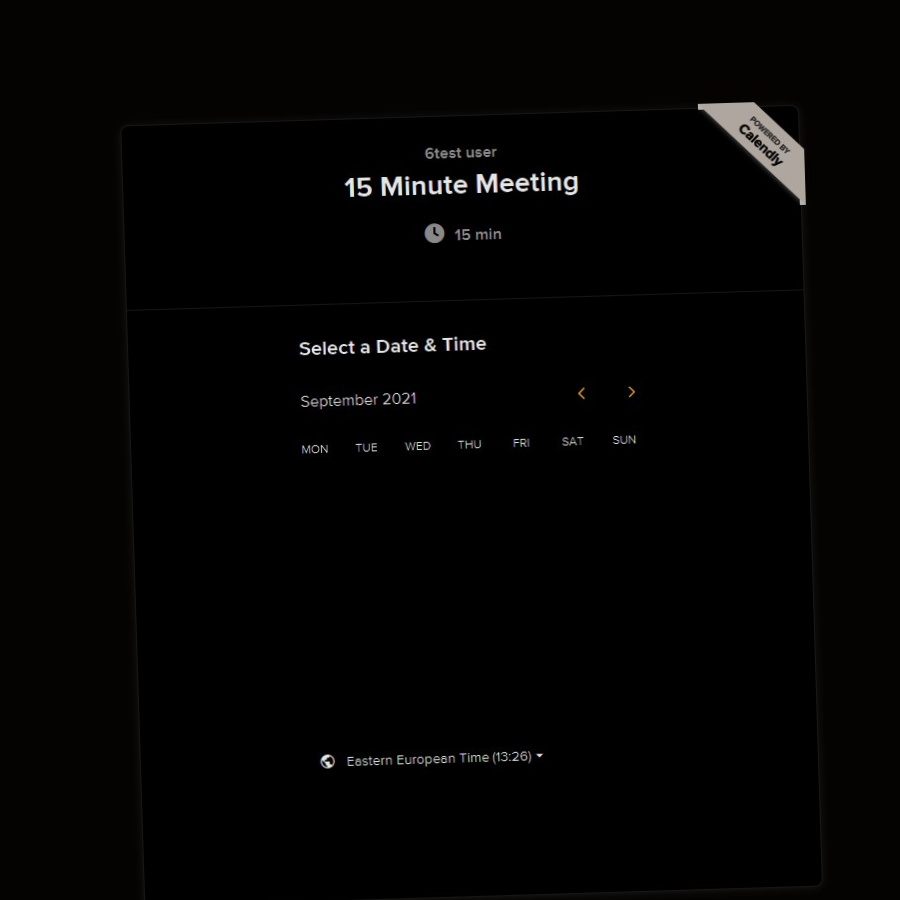 POWERED BY
Calendly
6test user
15 Minute Meeting
15 min
Select a Date & Time
September 2021
MON TUE WED THU FRI SAT SUN
Eastern European Time (13:26)